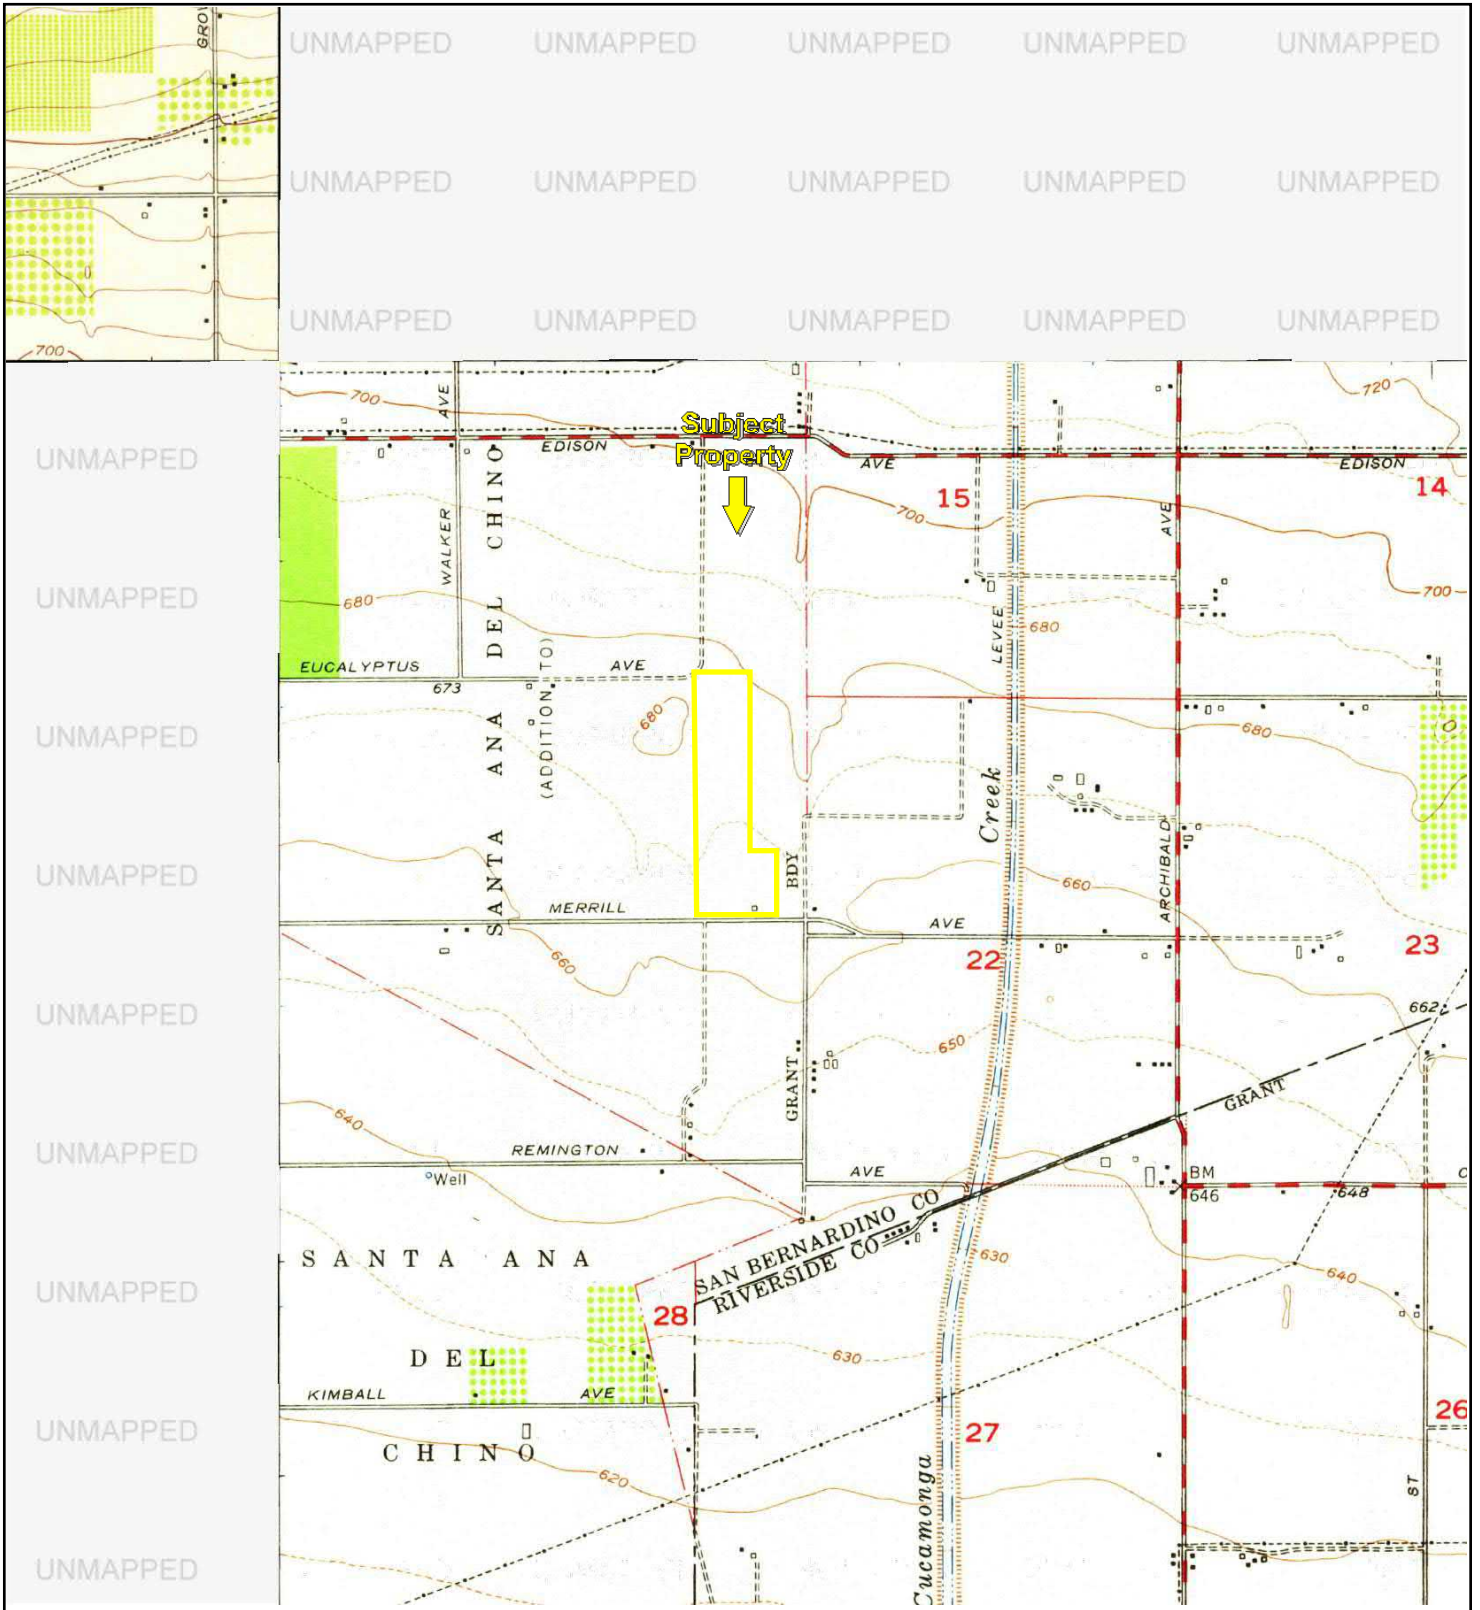 GROV
UNMAPPED UNMAPPED UNMAPPED UNMAPPED UNMAPPED
UNMAPPED UNMAPPED UNMAPPED UNMAPPED UNMAPPED
UNMAPPED UNMAPPED UNMAPPED UNMAPPED UNMAPPED
700
720
700
AVE
Subject
Property
EDISON
AVE
EDISON
UNMAPPED
15
14
700
AVE
WALKER
700
UNMAPPED
680
680
LEVEE
EUCALYPTUS
AVE
673
(ADDITION TO)
SANTA ANA DEL CHINO
680
680
UNMAPPED
Creek
ARCHIBALD
BDY
660
UNMAPPED
MERRILL
AVE
22
23
660
662
UNMAPPED
650
GRANT
GRANT
640
REMINGTON
AVE
UNMAPPED
Well
BM
646
648
SAN BERNARDINO CO
RIVERSIDE CO
SANTA ANA
630
640
UNMAPPED
28
DEL
630
KIMBALL
AVE
26
UNMAPPED
27
CHINO
620
Cucamonga
ST
UNMAPPED